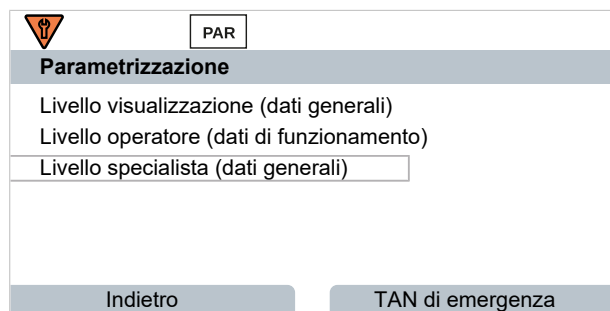 PAR
Parametrizzazione
Livello visualizzazione (dati generali)
Livello operatore (dati di funzionamento)
Livello specialista (dati generali)
Indietro
TAN di emergenza